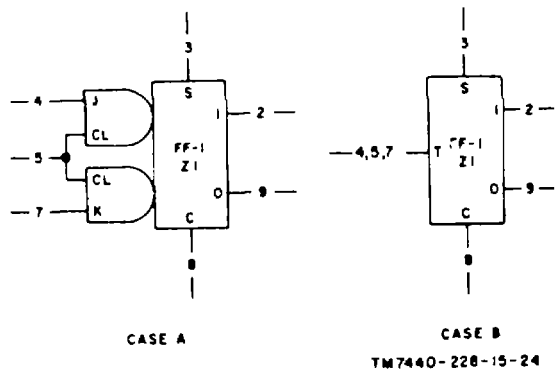 3
S
4
J
1
2
CL
FF-1
Z1
5
CL
0
9
7
K
C
8
CASE A
3
S
1
2
4,5,7
T
FF-1
Z1
0
9
C
8
CASE B
TM7440-228-15-24